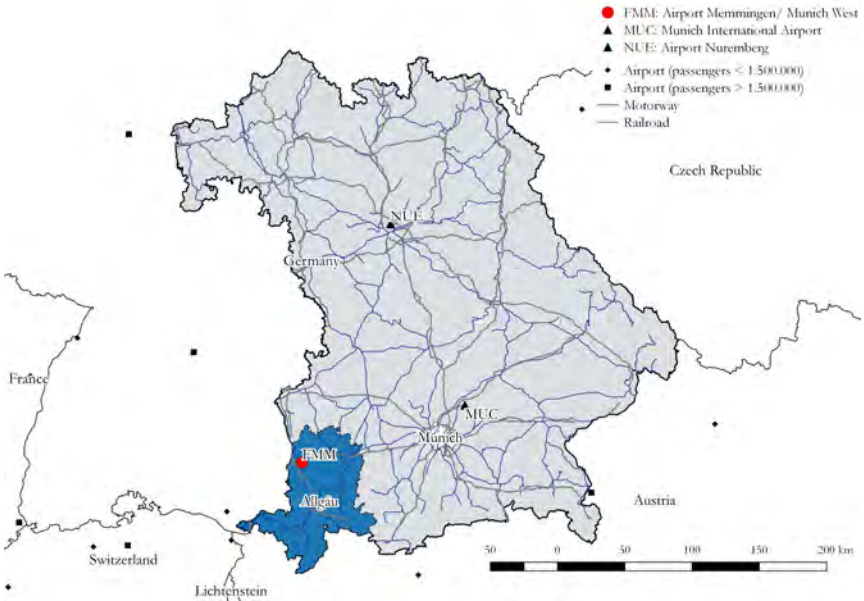 FMM: Airport Memmingen/ Munich West
MUC: Munich International Airport
NUE: Airport Nuremberg
Airport (passengers < 1.500.000)
Airport (passengers > 1.500.000)
Motorway
Railroad
Czech Republic
NUE
Germany
France
MUC
Munich
FMM
Allgäu
Austria
Switzerland
Lichtenstein
50 0 50 100 150 200 km